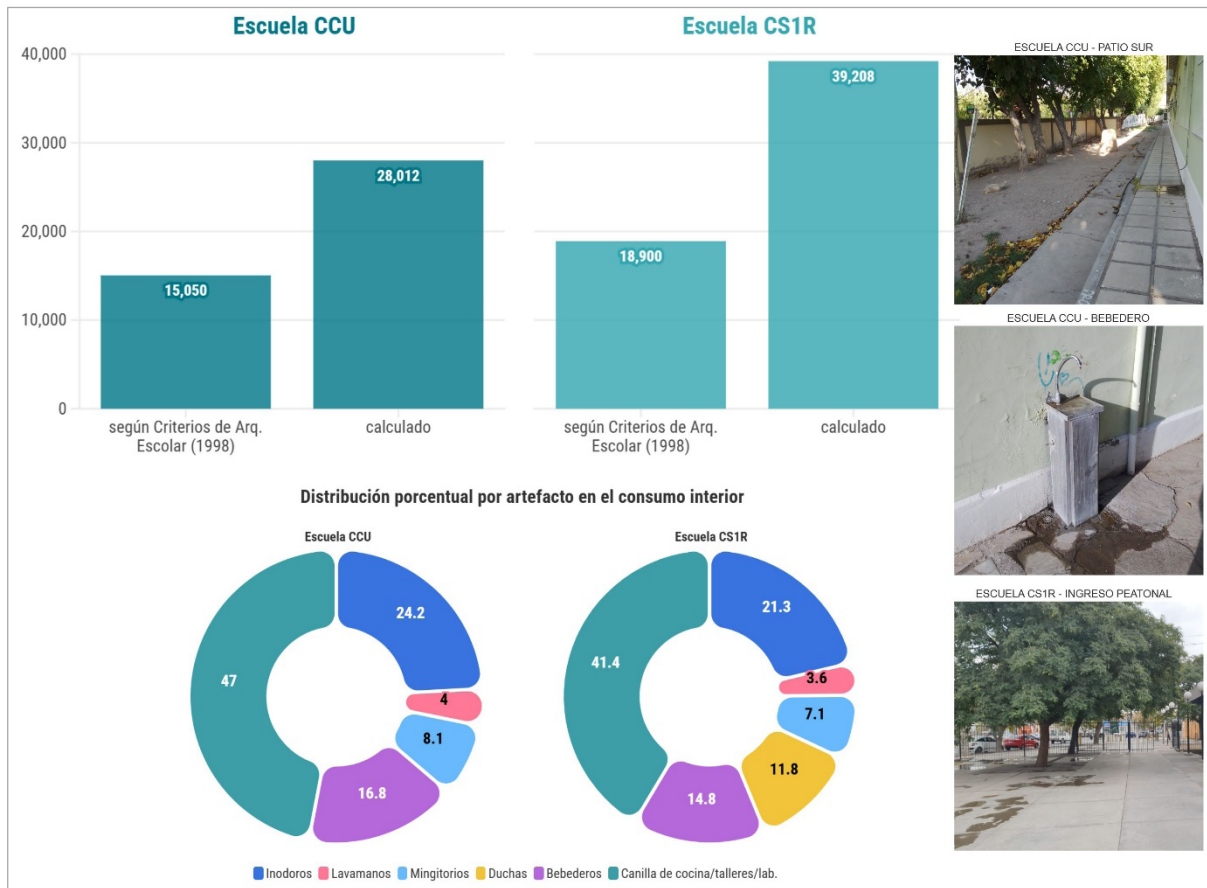 Escuela CCU
Escuela CS1R
40,000
30,000
20,000
10,000
0
15,050
28,012
18,900
39,208
según Criterios de Arq.
Escolar (1998)
calculado
según Criterios de Arq.
Escolar (1998)
calculado
Distribución porcentual por artefacto en el consumo interior
Escuela CCU
24.2
4
8.1
16.8
47
Escuela CS1R
21.3
3.6
7.1
11.8
14.8
41.4
Inodoros Lavamanos Mingitorios Duchas Bebederos Canilla de cocina/talleres/lab.
ESCUELA CCU - PATIO SUR
ESCUELA CCU - BEBEDERO
ESCUELA CS1R - INGRESO PEATONAL